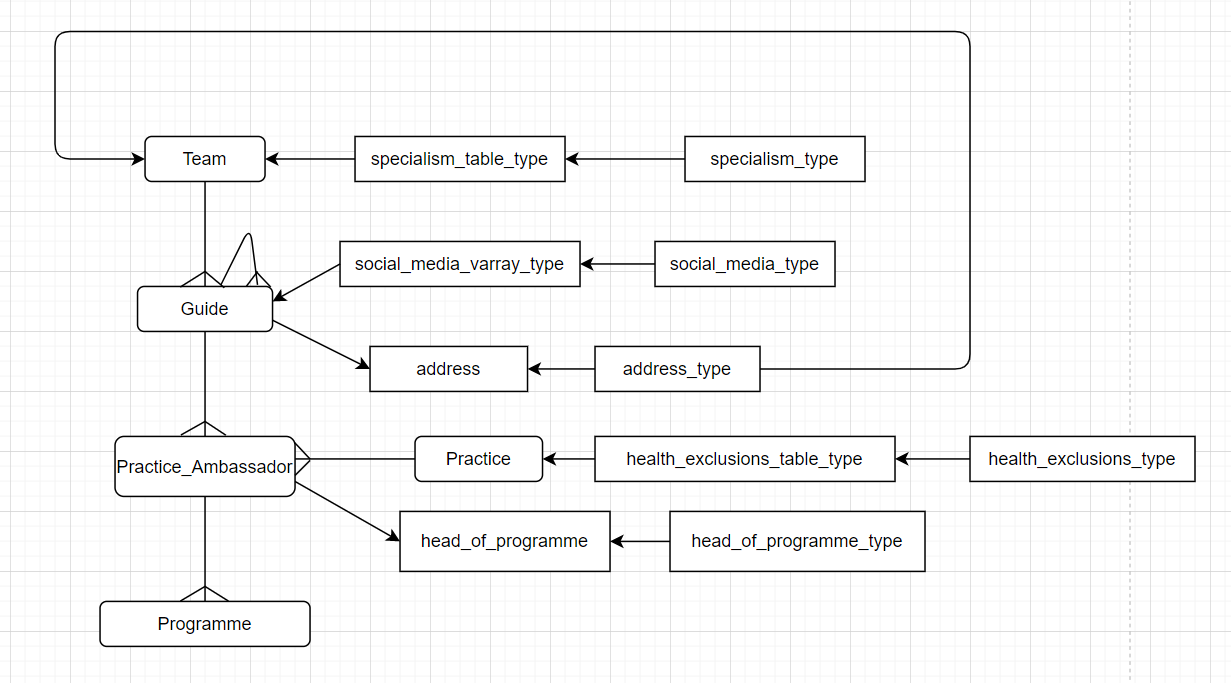 Team
specialism_table_type
specialism_type
social_media_varray_type
social_media_type
Guide
address
address_type
Practice_Ambassador
Practice
health_exclusions_table_type
health_exclusions_type
head_of_programme
head_of_programme_type
Programme